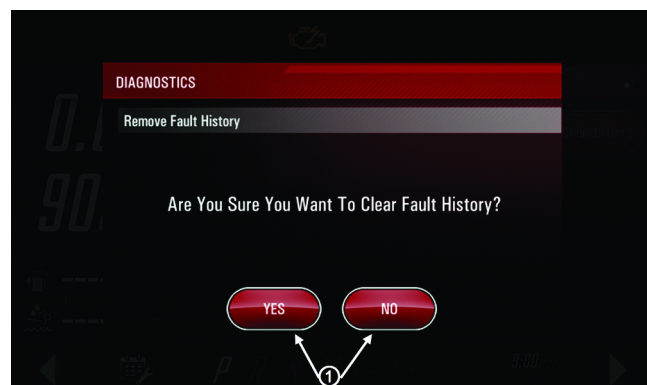 DIAGNOSTICS
Remove Fault History
Are You Sure You Want To Clear Fault History?
YES
NO
1